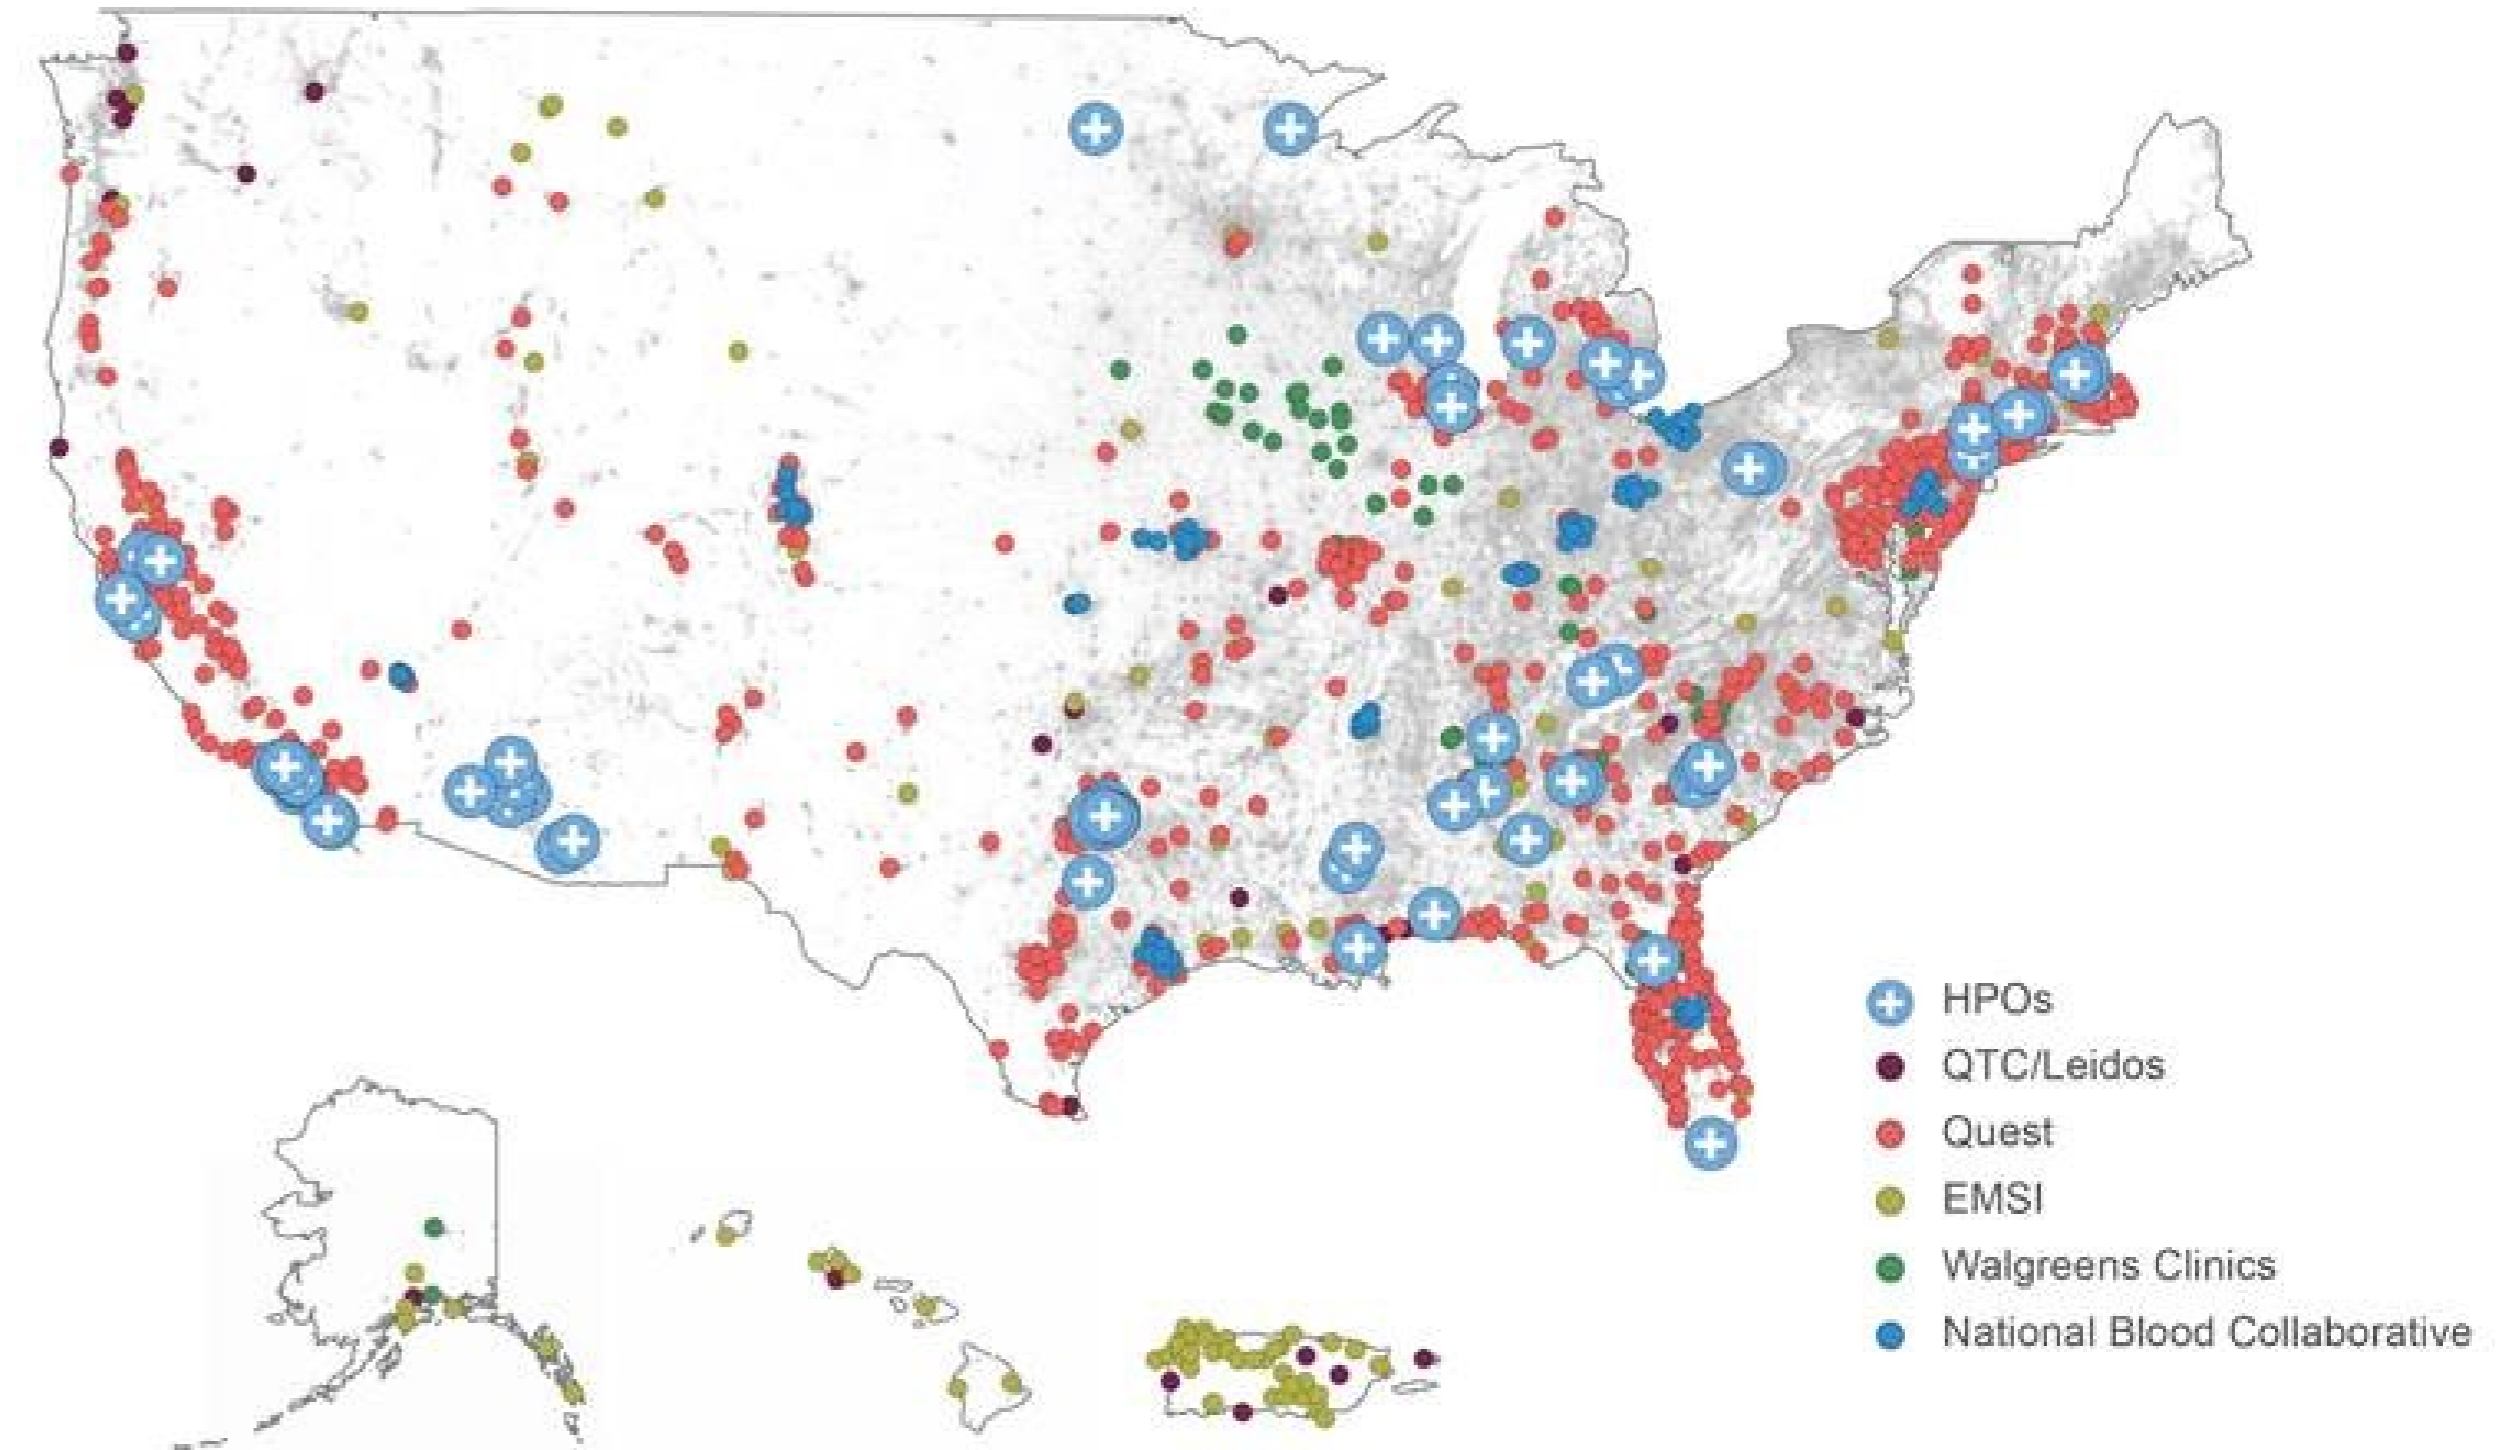 HPOs
QTC/Leidos
Quest
EMSI
Walgreens Clinics
National Blood Collaborative